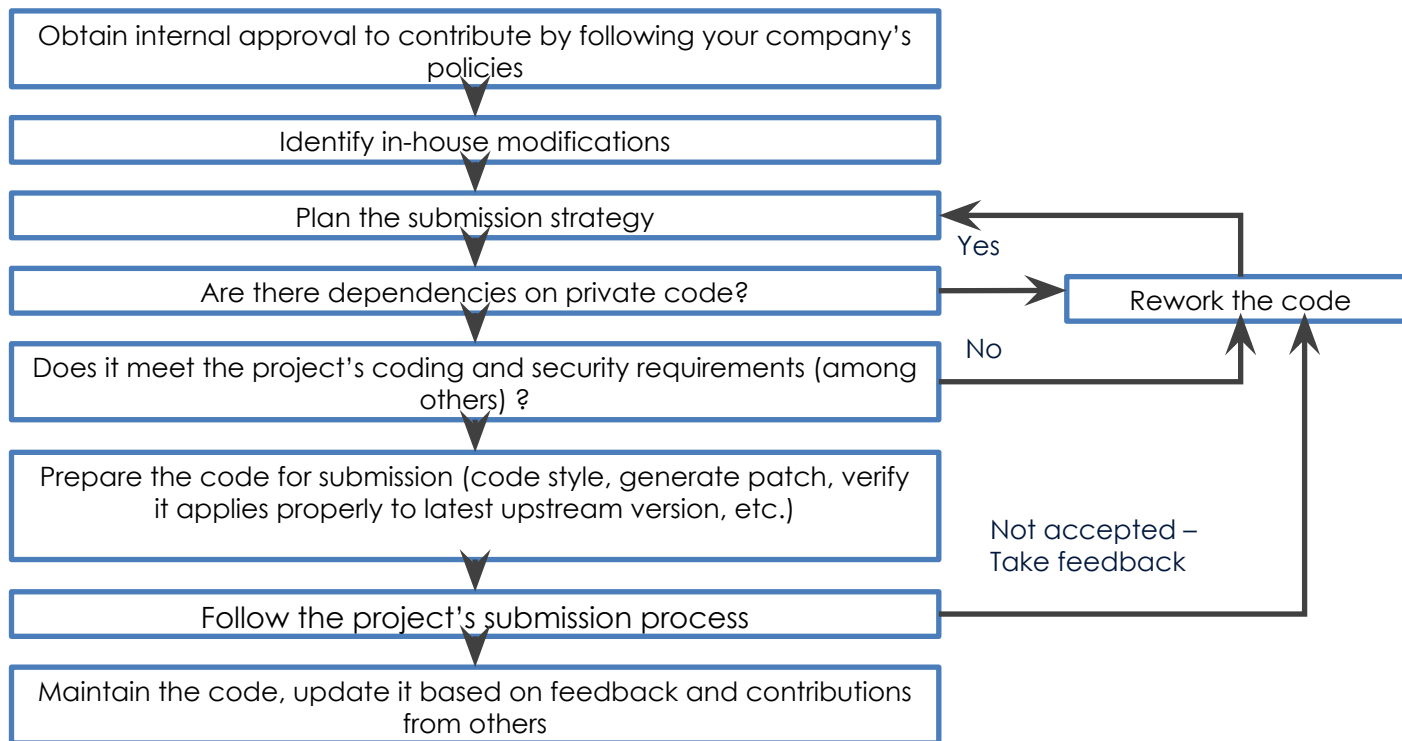 Obtain internal approval to contribute by following your company’s
policies
Identify in-house modifications
Plan the submission strategy
Yes
Are there dependencies on private code?
Rework the code
No
Does it meet the project’s coding and security requirements (among
others) ?
Prepare the code for submission (code style, generate patch, verify
it applies properly to latest upstream version, etc.)
Not accepted –
Take feedback
Follow the project’s submission process
Maintain the code, update it based on feedback and contributions
from others